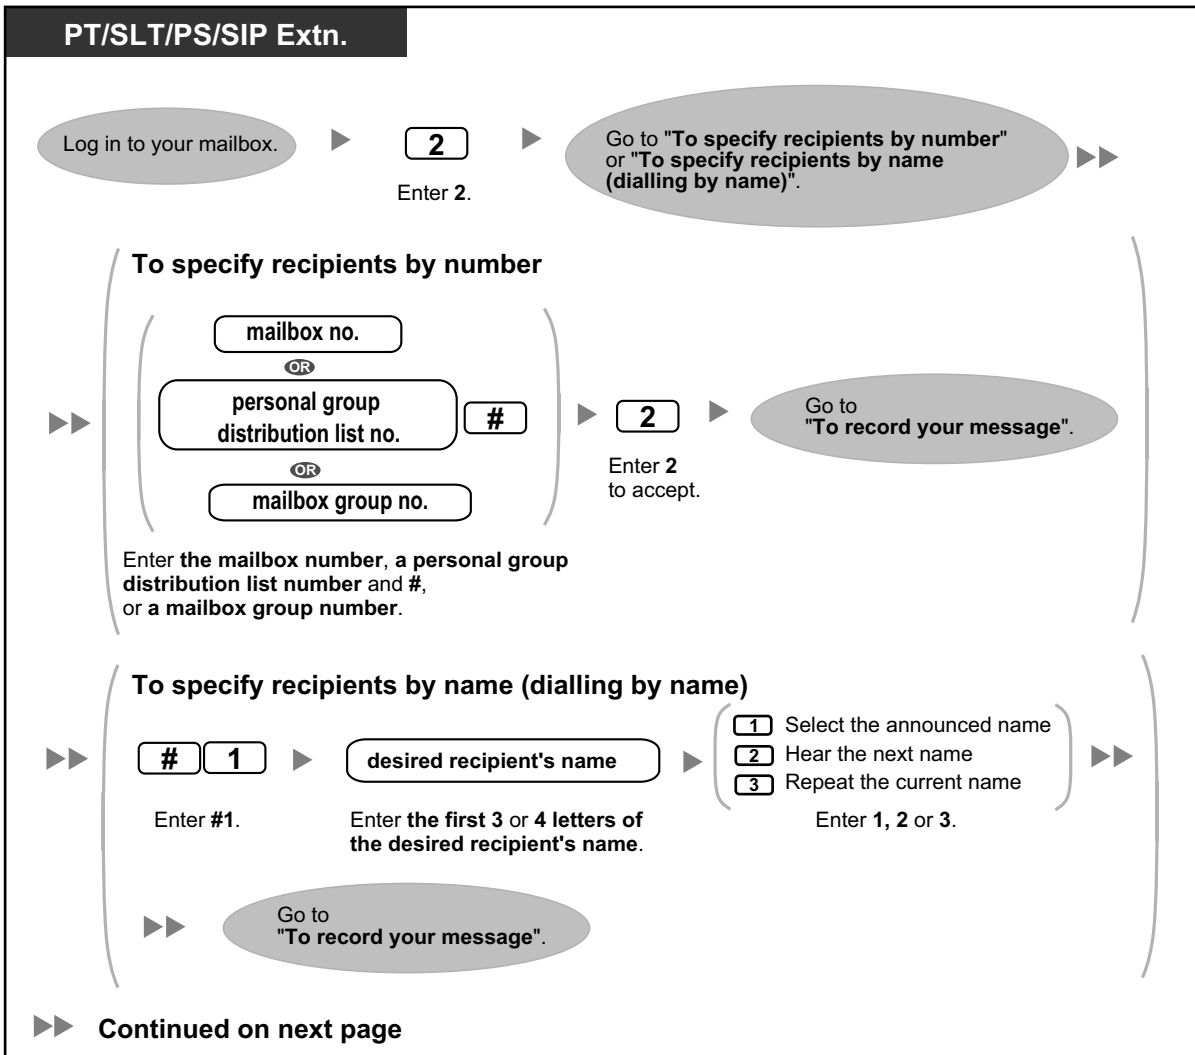 PT/SLT/PS/SIP Extn.
Log in to your mailbox.
2
Enter 2.
Go to "To specify recipients by number"
or "To specify recipients by name
(dialling by name)".
To specify recipients by number
mailbox no.
OR
personal group
distribution list no.
#
OR
mailbox group no.
Enter the mailbox number, a personal group
distribution list number and #,
or a mailbox group number.
2
Enter 2
to accept.
Go to
"To record your message".
To specify recipients by name (dialling by name)
# 1
Enter #1.
desired recipient's name
Enter the first 3 or 4 letters of
the desired recipient's name.
1 Select the announced name
2 Hear the next name
3 Repeat the current name
Enter 1, 2 or 3.
Go to
"To record your message".
Continued on next page